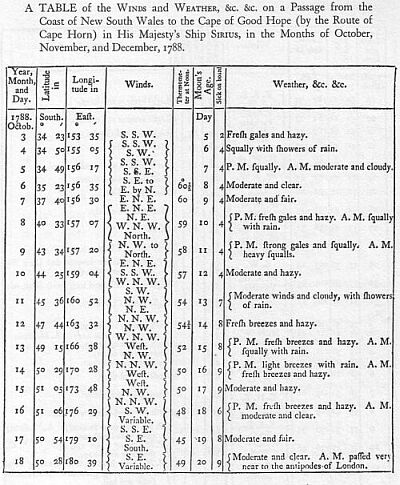 A TABLE of the WINDS and WEATHER, &c. &c. on a Passage from the
Coast of New South Wales to the Cape of Good Hope (by the Route of
Cape Horn) in His Majesty's Ship SIRIUS, in the Months of October,
November, and December, 1788.
Year, Month, and Day. Latitude in Longitude in Winds. Thermometer at Noon. Moon's Age. Sick on board Weather, &c. &c.
1788. South. East. Day
Octob. ° ' ° '
3 34 23 153 35 S. S. W. 5 2 Freſh gales and hazy.
4 34 50 155 05 { S. S. W. S. W. } 6 4 Squally with ſhowers of rain.
5 34 49 156 17 { S. S. W. S. S. E. } 7 4 P. M. ſqually. A. M. moderate and cloudy.
6 35 23 156 35 { S. E. to E. by N. } 60½ 8 4 Moderate and clear.
7 37 40 156 30 E. N. E. 60 9 4 Moderate and fair.
8 40 33 157 07 { E. N. E. N. E. W. N. W. North. } 59 10 4 { P. M. freſh gales and hazy. A. M. ſqually
with rain.
9 43 34 157 20 { N. W. to North. } 58 11 4 { P. M. ſtrong gales and ſqually. A. M.
heavy ſqualls.
10 44 25 159 04 { E. N. E. S. S. W. W. N. W. } 57 12 4 Moderate and hazy.
11 45 36 160 52 { S. W. N. W. N. E. } 54 13 7 { Moderate winds and cloudy, with ſhowers
of rain.
12 47 44 163 32 { N. W. W. N. W. } 54½ 14 8 Freſh breezes and hazy.
13 49 15 166 38 { N. N. W. Weſt. } 52 15 8 { P. M. freſh breezes and hazy. A. M.
ſqually with rain.
14 50 29 170 28 { W. N. W. Weſt. } 50 16 9 { P. M. light breezes with rain. A. M.
freſh breezes and hazy.
15 51 05 173 48 { Weſt. N. W. } 50 17 9 Moderate and hazy.
16 51 06 176 29 { N. N. W. S. W. Variable. } 48 18 6 { P. M. freſh breezes and hazy. A. M.
moderate and clear.
17 50 54 179 10 { S. S. E. S. E. South. } 45 19 8 Moderate and fair.
18 50 28 180 39 { S. E. Variable. } 49 20 9 { Moderate and clear. A. M. paſſed very
near to the antipodes of London.